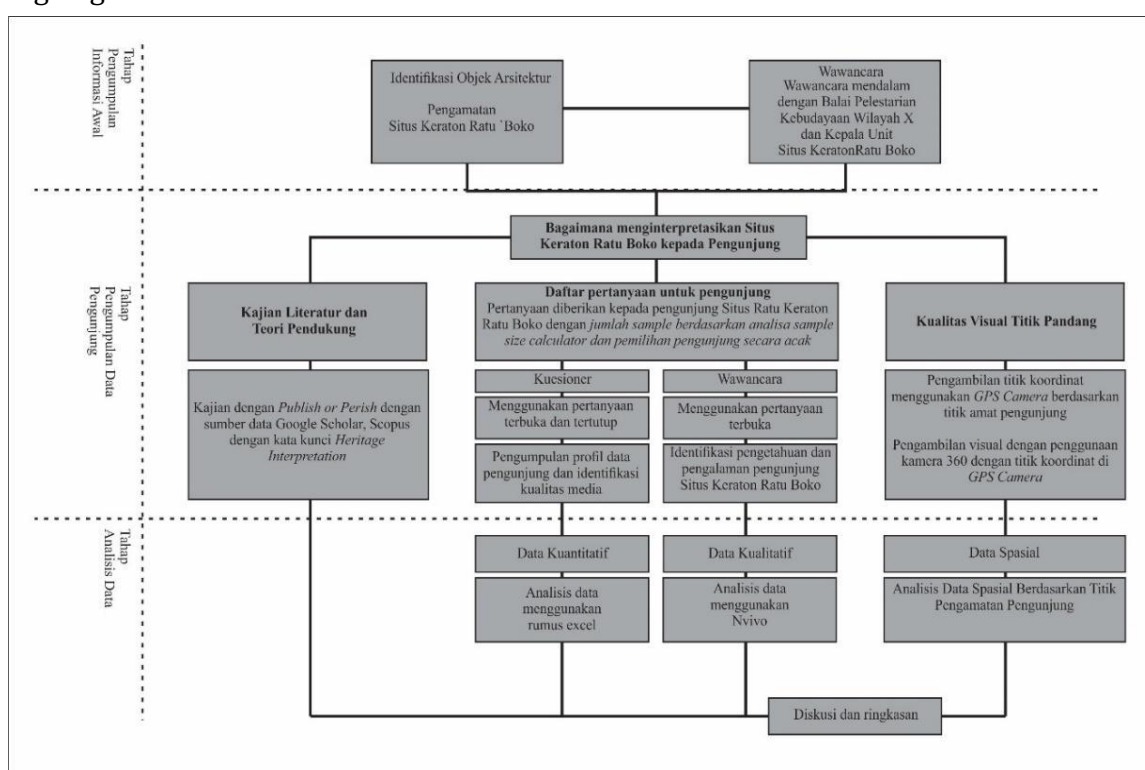 Tahap
Pengumpulan
Informasi Awal
Identifikasi Objek Arsitektur
Pengamatan
Situs Keraton Ratu `Boko
Wawancara
Wawancara mendalam
dengan Balai Pelestarian
Kebudayaan Wilayah X
dan Kepala Unit
Situs KeratonRatu Boko
Tahap
Pengumpulan Data
Pengunjung
Bagaimana menginterpretasikan Situs
Keraton Ratu Boko kepada Pengunjung
Kajian Literatur dan
Teori Pendukung
Kajian dengan Publish or Perish dengan
sumber data Google Scholar, Scopus
dengan kata kunci Heritage
Interpretation
Daftar pertanyaan untuk pengunjung
Pertanyaan diberikan kepada pengunjung Situs Ratu Keraton
Ratu Boko dengan jumlah sample berdasarkan analisa sample
size calculator dan pemilihan pengunjung secara acak
Kuesioner
Menggunakan pertanyaan
terbuka dan tertutup
Pengumpulan profil data
pengunjung dan identifikasi
kualitas media
Wawancara
Menggunakan pertanyaan
terbuka
Identifikasi pengetahuan dan
pengalaman pengunjung
Situs Keraton Ratu Boko
Kualitas Visual Titik Pandang
Pengambilan titik koordinat
menggunakan GPS Camera berdasarkan
titik amat pengunjung
Pengambilan visual dengan penggunaan
kamera 360 dengan titik koordinat di
GPS Camera
Tahap
Analisis Data
Data Kuantitatif
Analisis data
menggunakan
rumus excel
Data Kualitatif
Analisis data
menggunakan
Nvivo
Data Spasial
Analisis Data Spasial Berdasarkan Titik
Pengamatan Pengunjung
Diskusi dan ringkasan